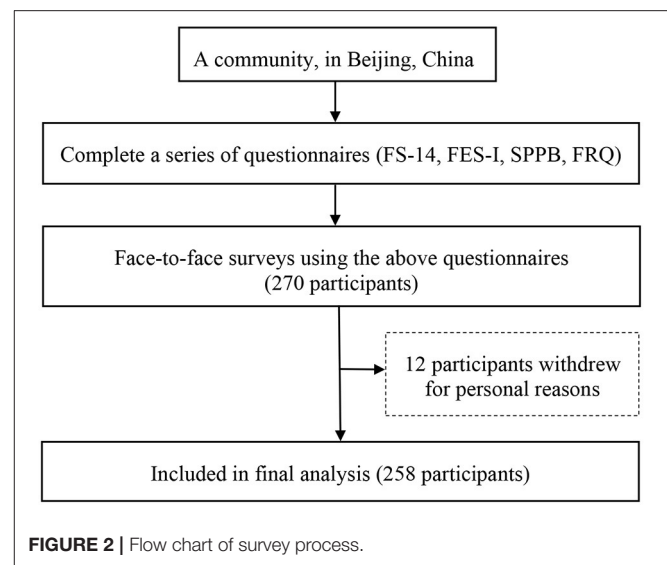 A community, in Beijing, China
Complete a series of questionnaires (FS-14, FES-I, SPPB, FRQ)
Face-to-face surveys using the above questionnaires
(270 participants)
12 participants withdrew
for personal reasons
Included in final analysis (258 participants)
FIGURE 2 | Flow chart of survey process.